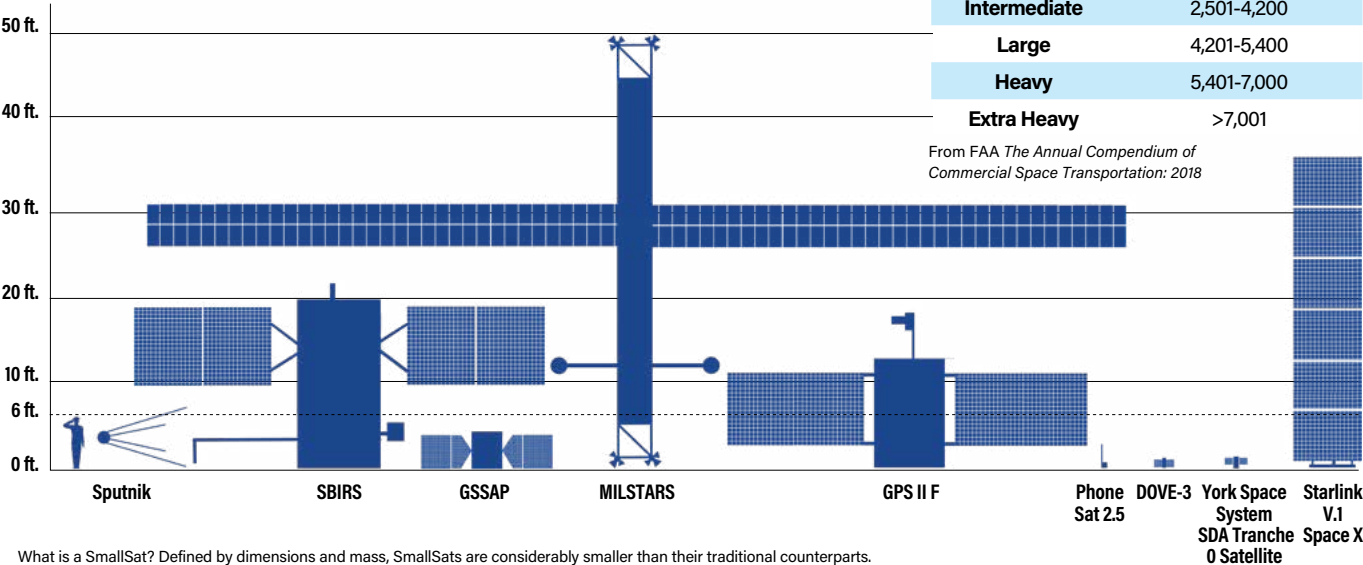 Intermediate 2,501-4,200
Large 4,201-5,400
Heavy 5,401-7,000
Extra Heavy >7,001
From FAA The Annual Compendium of
Commercial Space Transportation: 2018
50 ft.
40 ft.
30 ft.
20 ft.
10 ft.
6 ft.
0 ft.
Sputnik
SBIRS
GSSAP
MILSTARS
GPS II F
Phone
Sat 2.5
DOVE-3
York Space
System
SDA Tranche
0 Satellite
Starlink
V.1
Space X
What is a SmallSat? Defined by dimensions and mass, SmallSats are considerably smaller than their traditional counterparts.